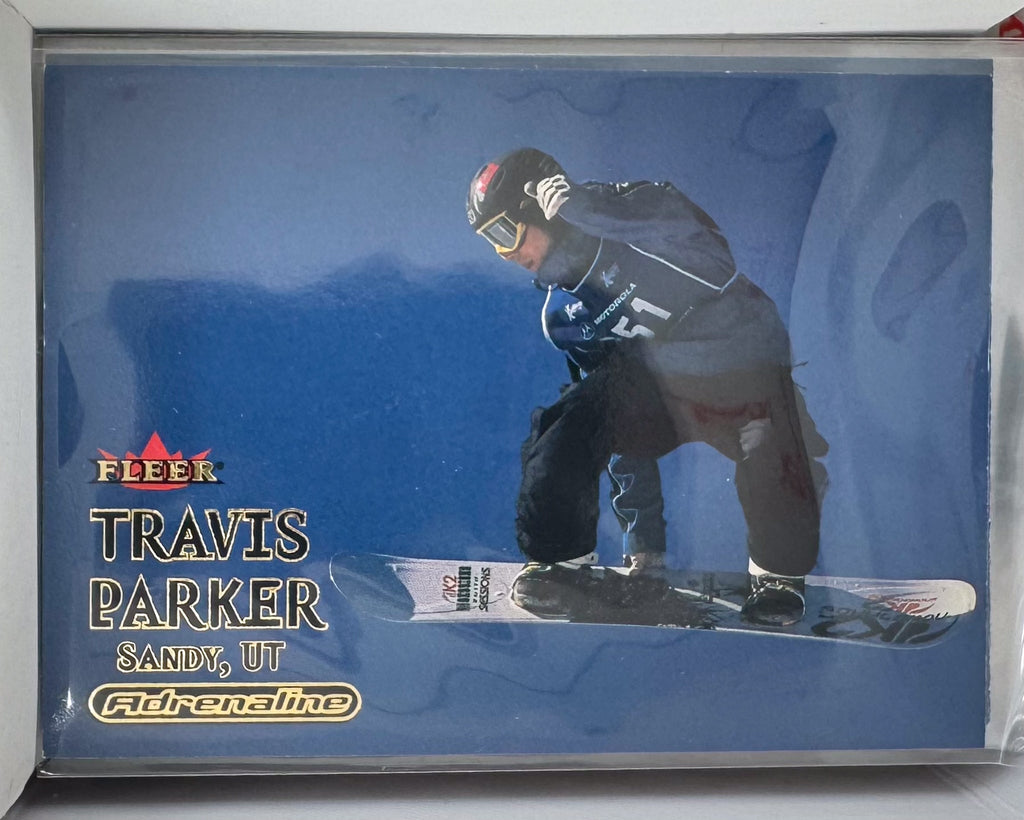 FLEER
TRAVIS
PARKER
SANDY, UT
Adrenaline
MOTOROLA
51
K2
SESSIONS